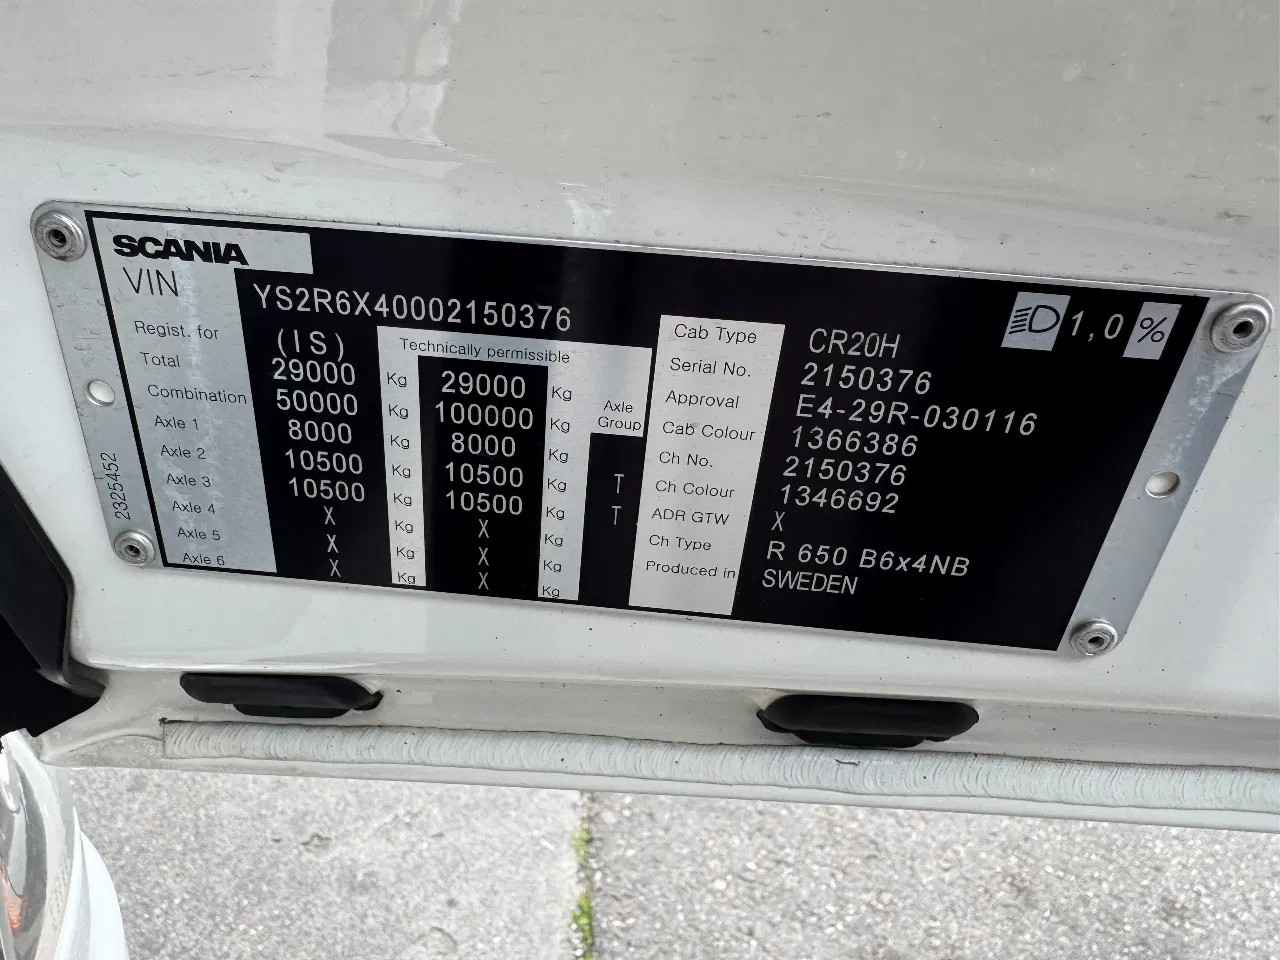 SCANIA
VIN YS2R6X40002150376
1,0 %
Regist. for (IS) Technically permissible
Total 29000 Kg 29000 Kg
Combination 50000 Kg 100000 Kg Axle Group
Axle 1 8000 Kg 8000 Kg
Axle 2 10500 Kg 10500 Kg T
Axle 3 10500 Kg 10500 Kg T
Axle 4 X Kg X Kg
Axle 5 X Kg X Kg
Axle 6 X Kg X Kg
Cab Type CR20H
Serial No. 2150376
Approval E4-29R-030116
Cab Colour 1366386
Ch No. 2150376
Ch Colour 1346692
ADR GTW X
Ch Type R 650 B6x4NB
Produced in SWEDEN
2325452